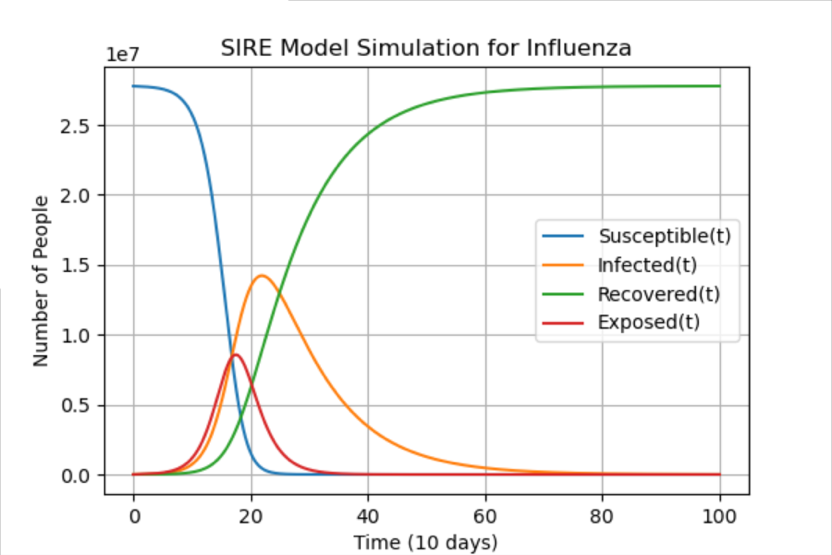 SIRE Model Simulation for Influenza
1e7
2.5
2.0
1.5
1.0
0.5
0.0
Number of People
Susceptible(t)
Infected(t)
Recovered(t)
Exposed(t)
0 20 40 60 80 100
Time (10 days)